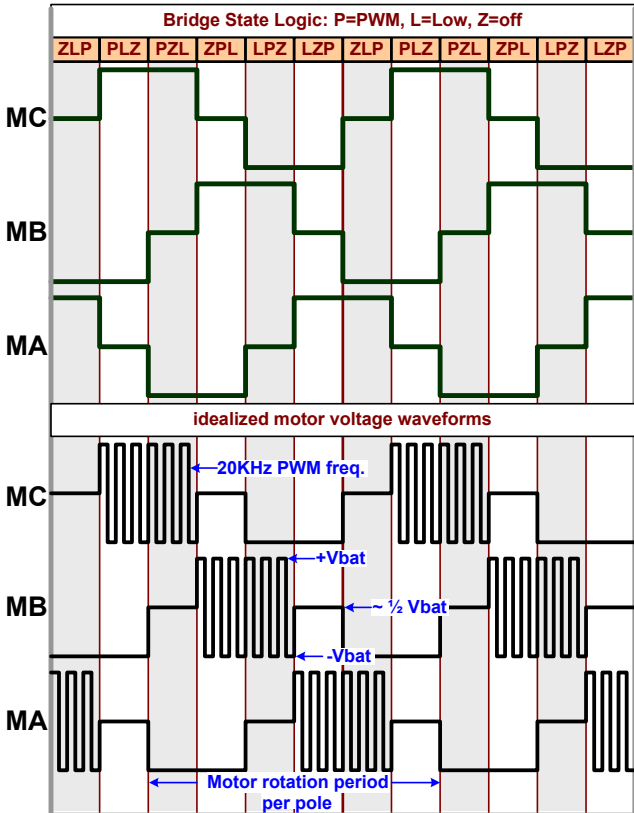 Bridge State Logic: P=PWM, L=Low, Z=off
ZLP PLZ PZL ZPL LPZ LZP ZLP PLZ PZL ZPL LPZ LZP
MC
MB
MA
idealized motor voltage waveforms
20KHz PWM freq.
MC
+Vbat
MB
~ ½ Vbat
-Vbat
MA
Motor rotation period
per pole